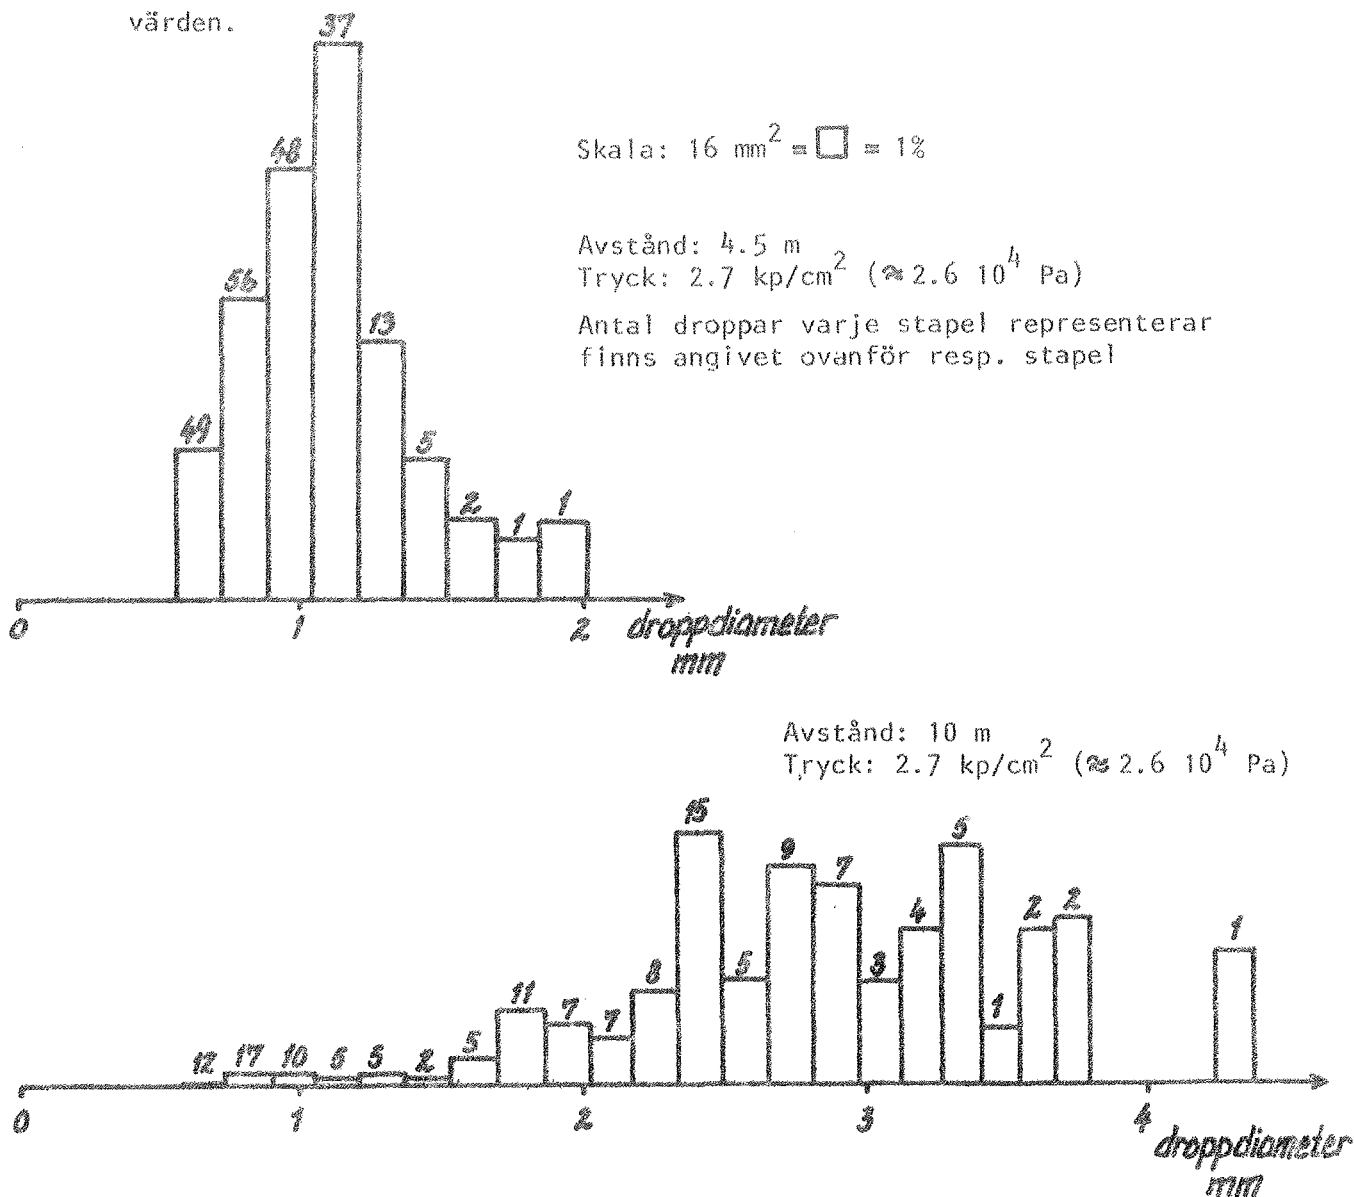 värden.
37
48
56
49
13
5
2
1
1
Skala: 16 mm² = □ = 1%
Avstånd: 4.5 m
Tryck: 2.7 kp/cm² (≈ 2.6 10⁴ Pa)
Antal droppar varje stapel representerar
finns angivet ovanför resp. stapel
0 1 2 droppdiameter
mm
Avstånd: 10 m
Tryck: 2.7 kp/cm² (≈ 2.6 10⁴ Pa)
12 17 10 5 2 5 11 7 7 8 15 5 9 7 3 4 5 1 2 2 1
0 1 2 3 4 droppdiameter
mm